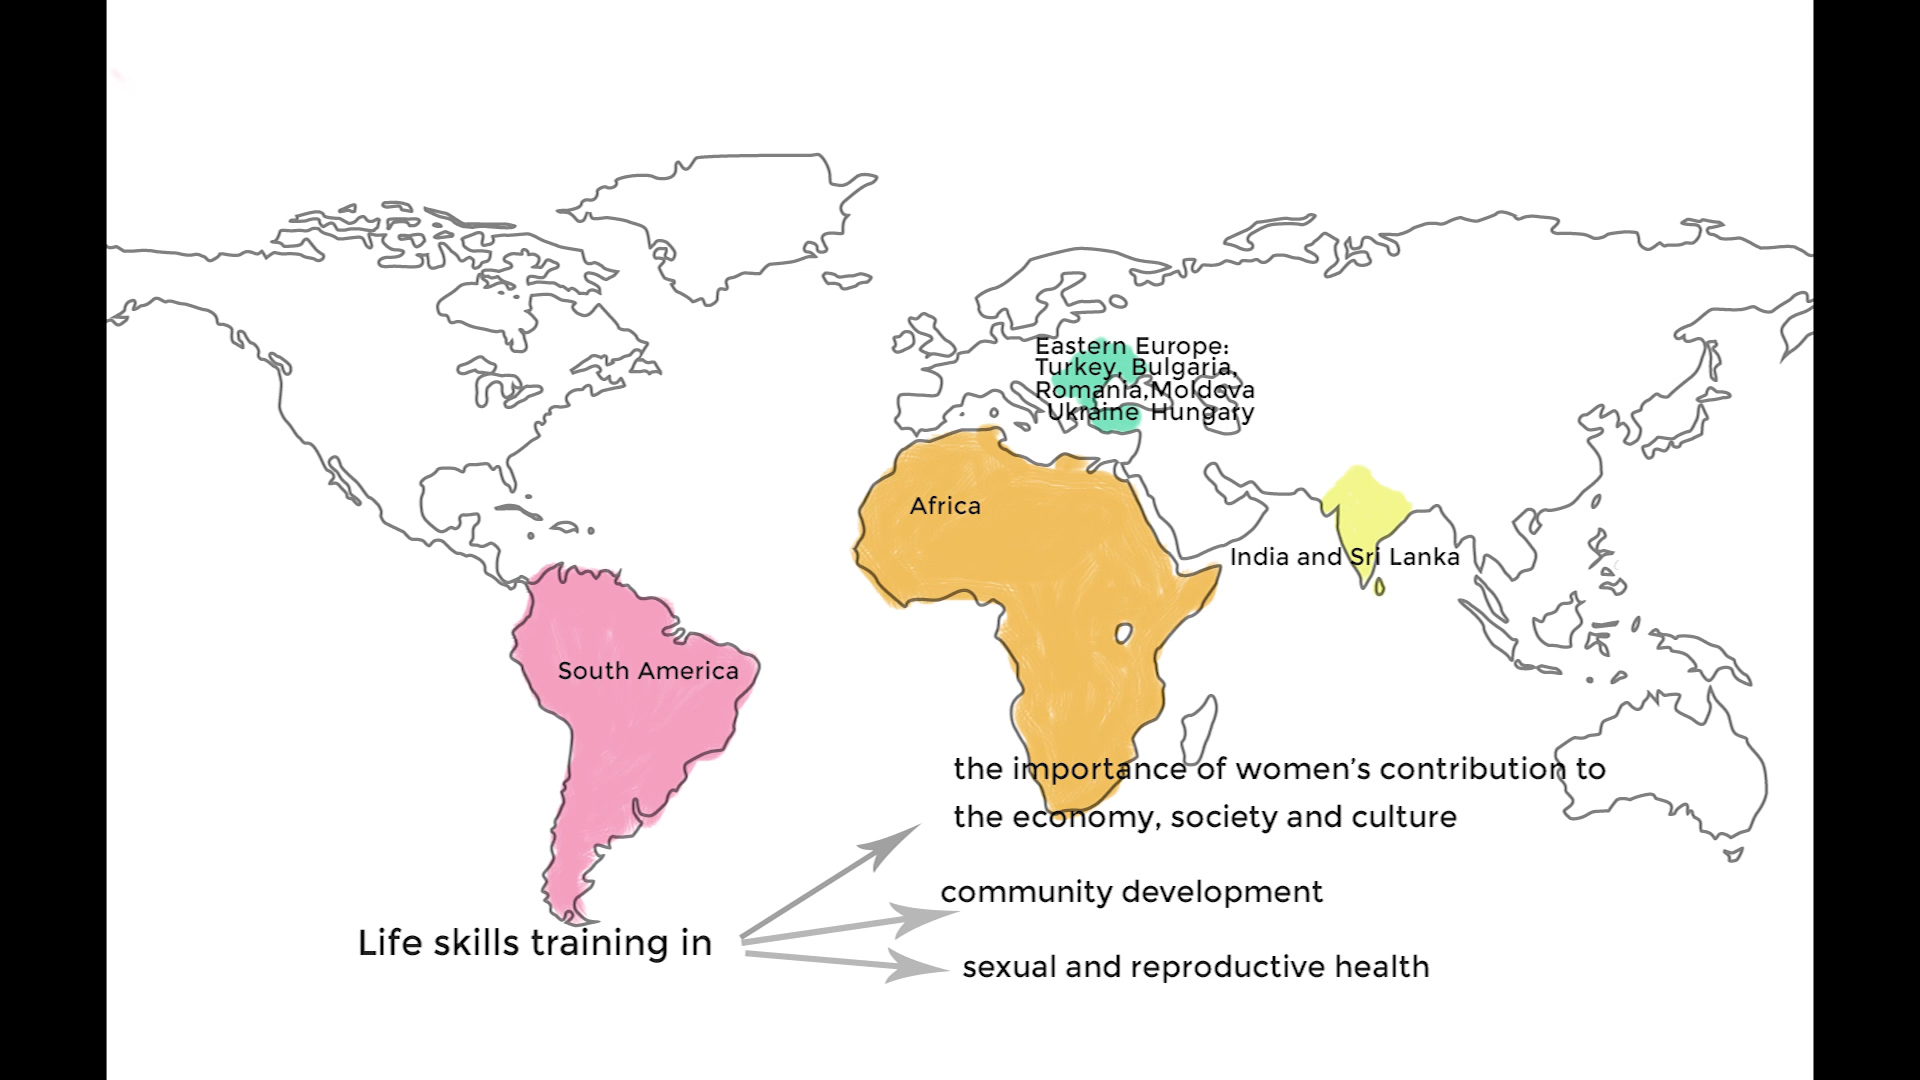 Eastern Europe:
Turkey, Bulgaria,
Romania,Moldova
Ukraine Hungary
Africa
India and Sri Lanka
South America
the importance of women's contribution to
the economy, society and culture
community development
Life skills training in
sexual and reproductive health